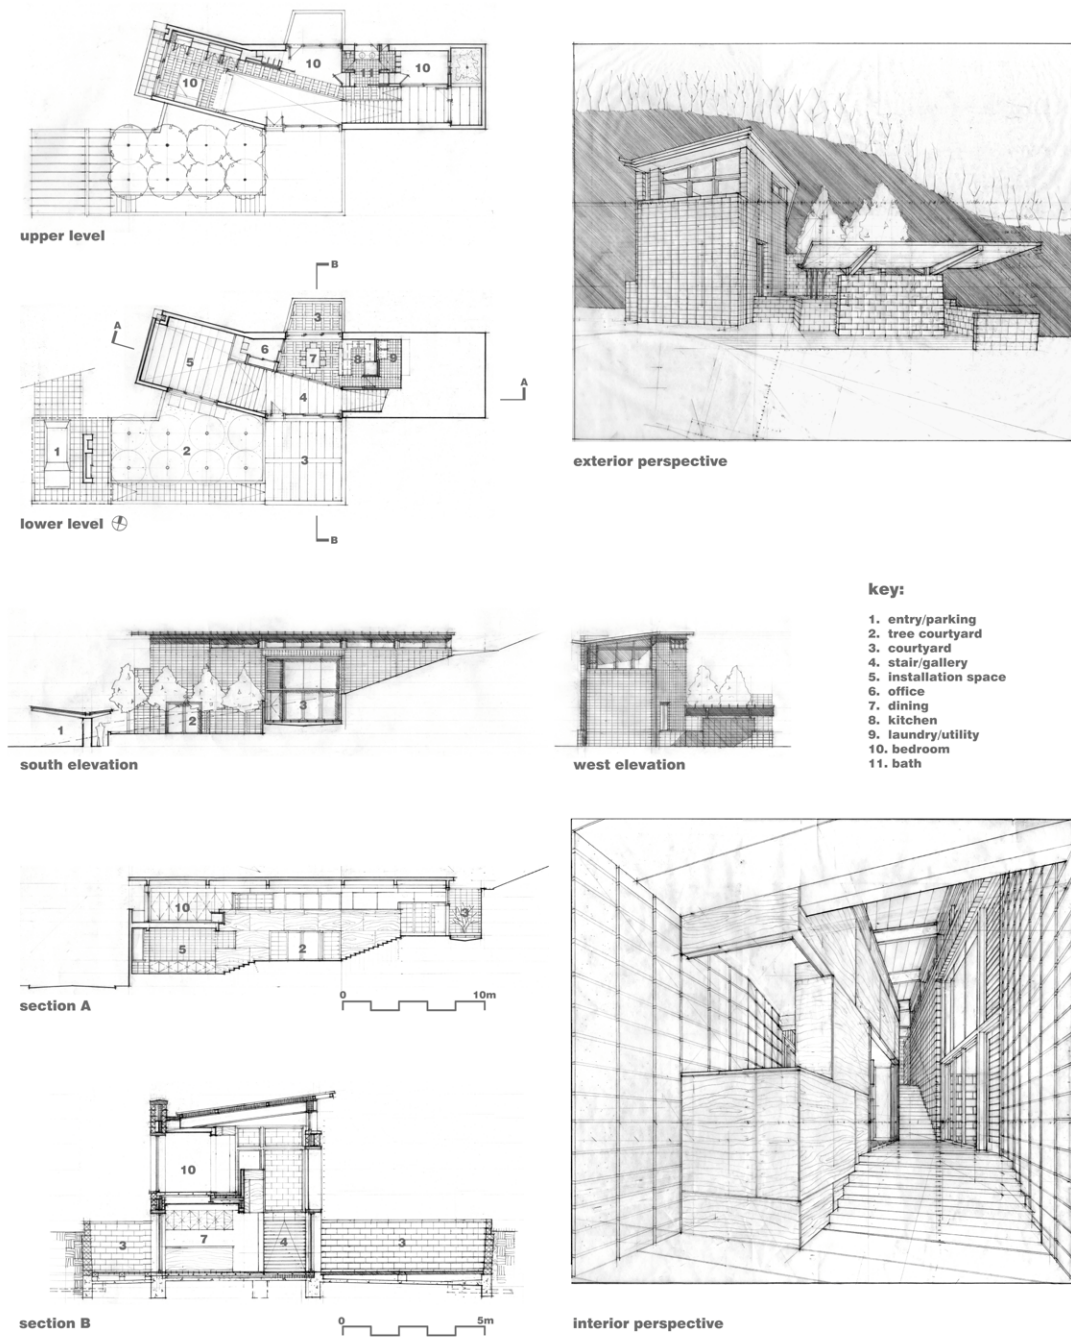 10
10
11
10
upper level
B
A
3
5
6
7
8
9
4
A
1
2
3
lower level
B
exterior perspective
key:
1. entry/parking
2. tree courtyard
3. courtyard
4. stair/gallery
5. installation space
6. office
7. dining
8. kitchen
9. laundry/utility
10. bedroom
11. bath
1
2
3
south elevation
west elevation
10
3
5
2
section A
0 10m
10
3
7
4
3
section B
0 5m
interior perspective